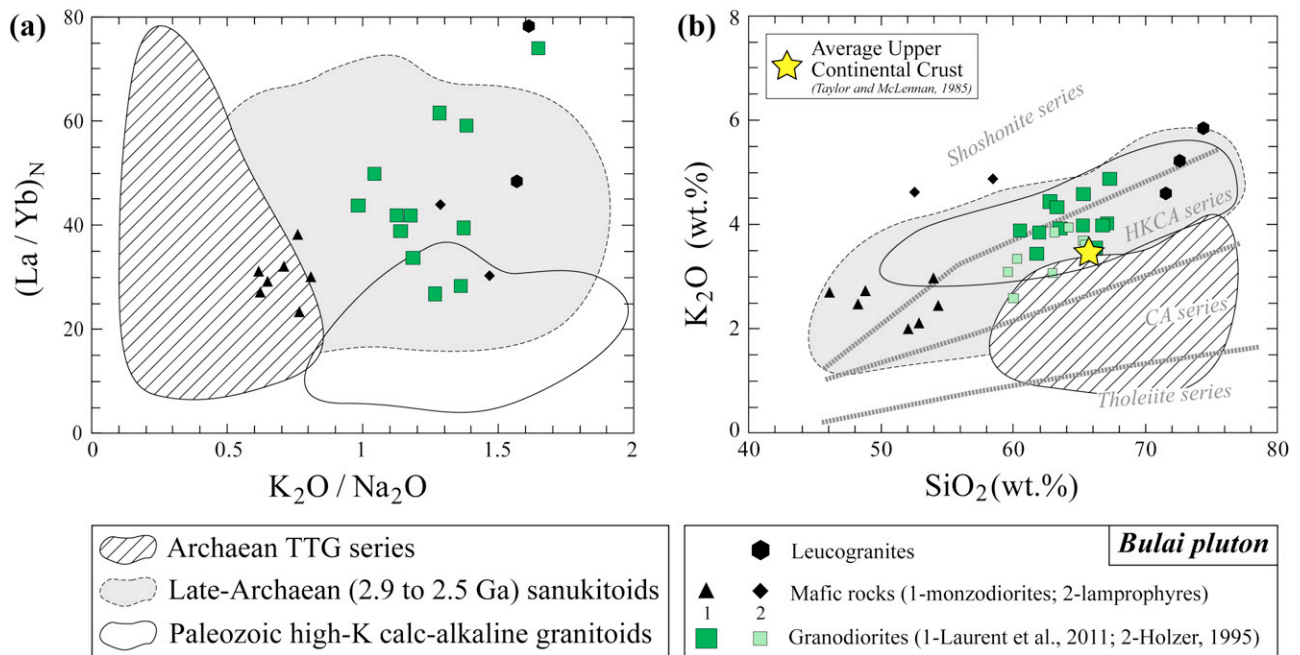 (a)
(La / Yb)N
80
60
40
20
0
0
0.5
1
1.5
2
K2O / Na2O
(b)
K2O (wt.%)
8
6
4
2
0
40
50
60
70
80
SiO2 (wt.%)
Average Upper
Continental Crust
(Taylor and McLennan, 1985)
Shoshonite series
HKCA series
CA series
Tholeiite series
Archaean TTG series
Late-Archaean (2.9 to 2.5 Ga) sanukitoids
Paleozoic high-K calc-alkaline granitoids
Bulai pluton
Leucogranites
Mafic rocks (1-monzodiorites; 2-lamprophyres)
1 2
Granodiorites (1-Laurent et al., 2011; 2-Holzer, 1995)